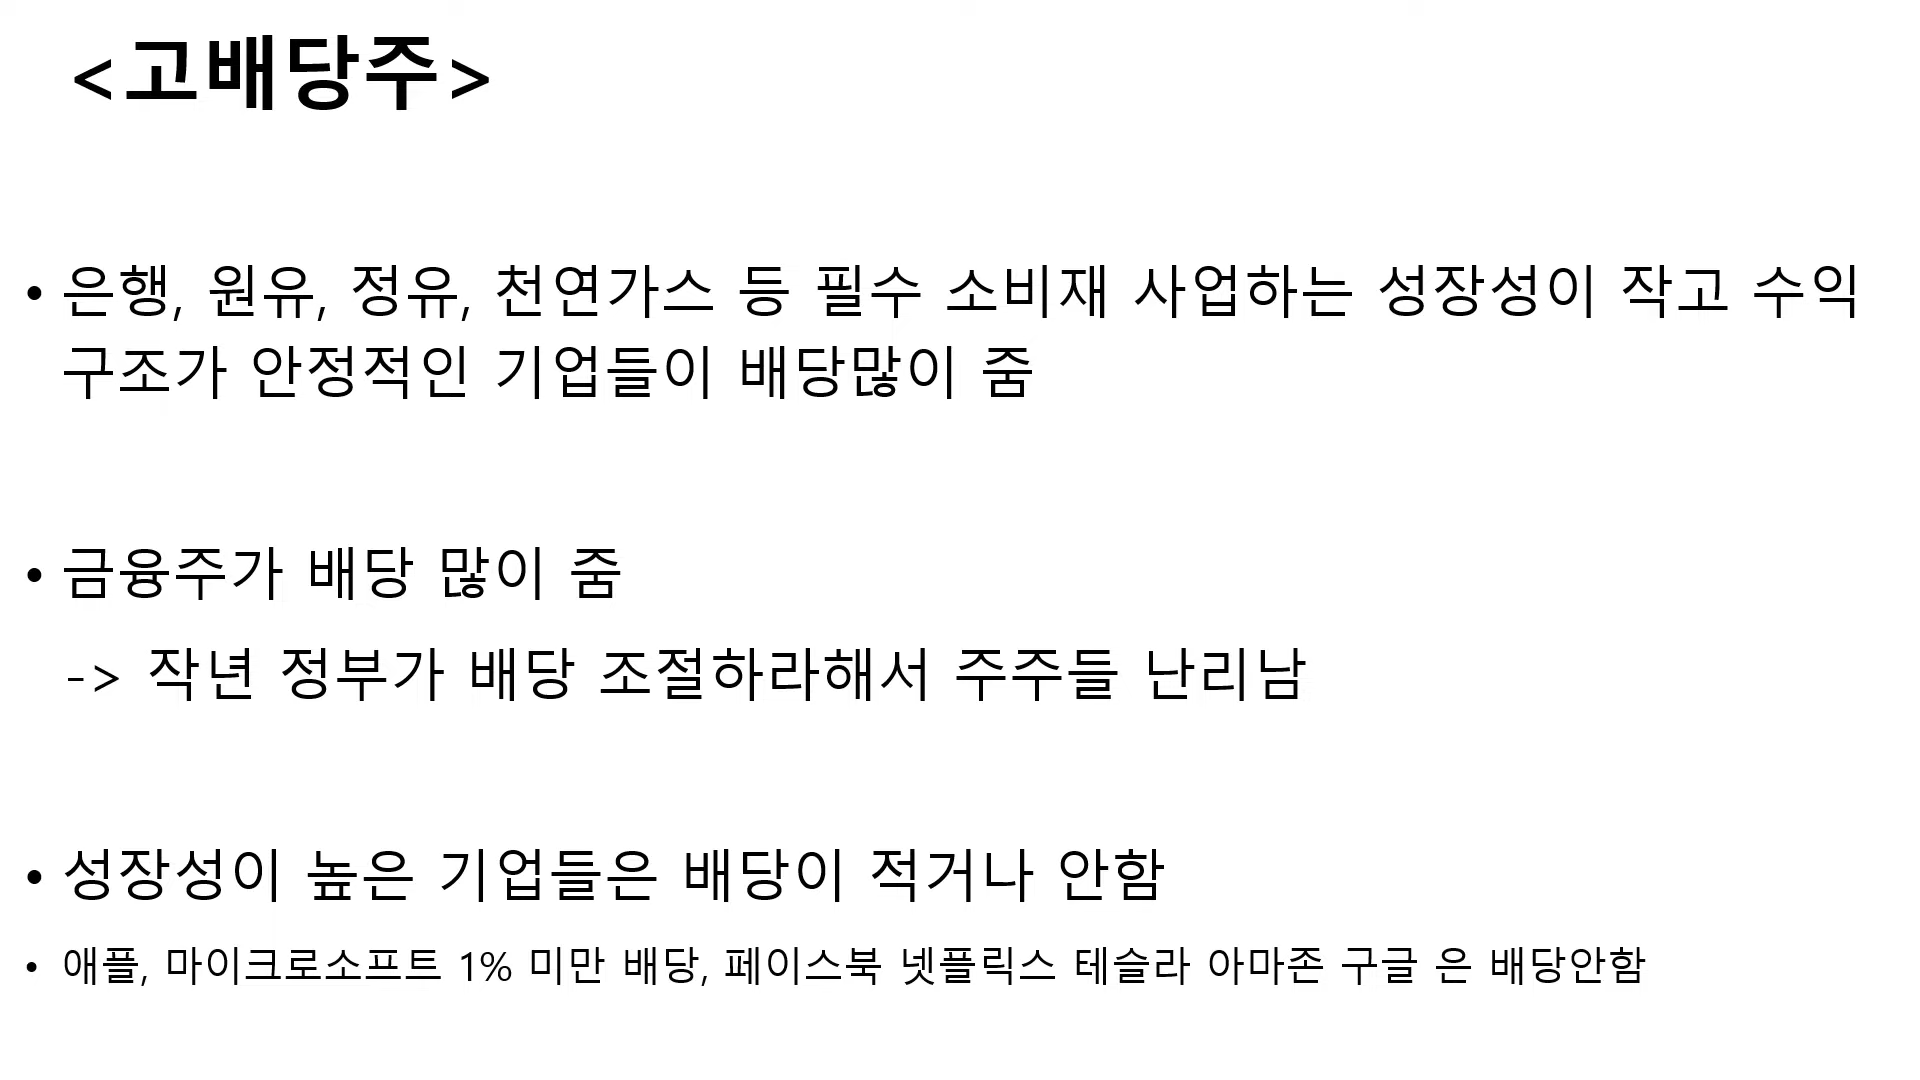 <고배당주>
• 은행, 원유, 정유, 천연가스 등 필수 소비재 사업하는 성장성이 작고 수익
구조가 안정적인 기업들이 배당많이 줌
• 금융주가 배당 많이 줌
-> 작년 정부가 배당 조절하라해서 주주들 난리남
• 성장성이 높은 기업들은 배당이 적거나 안함
• 애플, 마이크로소프트 1% 미만 배당, 페이스북 넷플릭스 테슬라 아마존 구글 은 배당안함